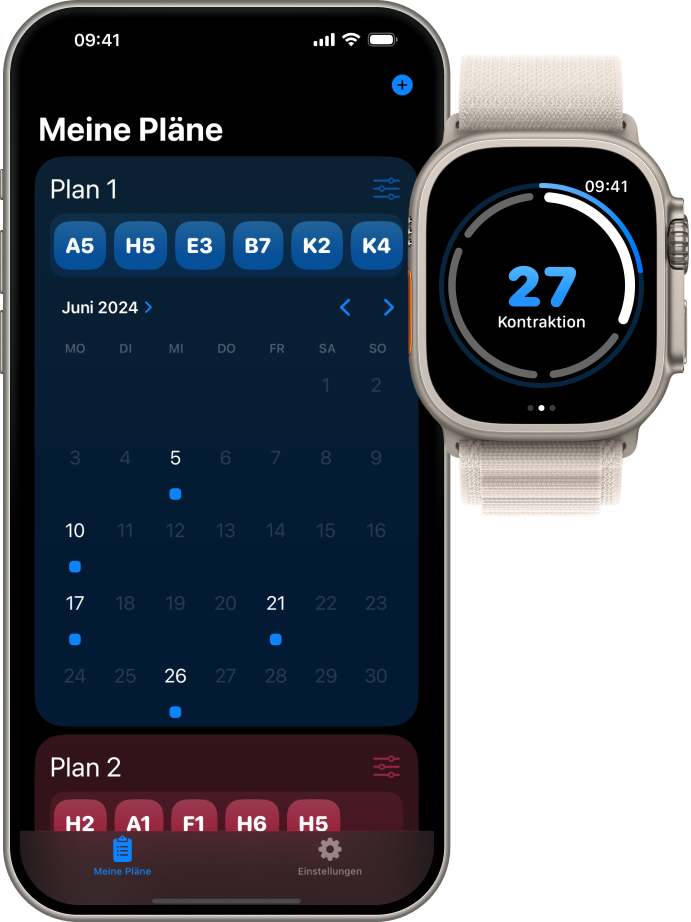 09:41
Meine Pläne
Plan 1
A5 H5 E3 B7 K2 K4
Juni 2024
MO DI MI DO FR SA SO
1 2
3 4 5 6 7 8 9
10 11 12 13 14 15 16
17 18 19 20 21 22 23
24 25 26 27 28 29 30
Plan 2
H2 A1 F1 H6 H5
Meine Pläne Einstellungen
09:41
27
Kontraktion